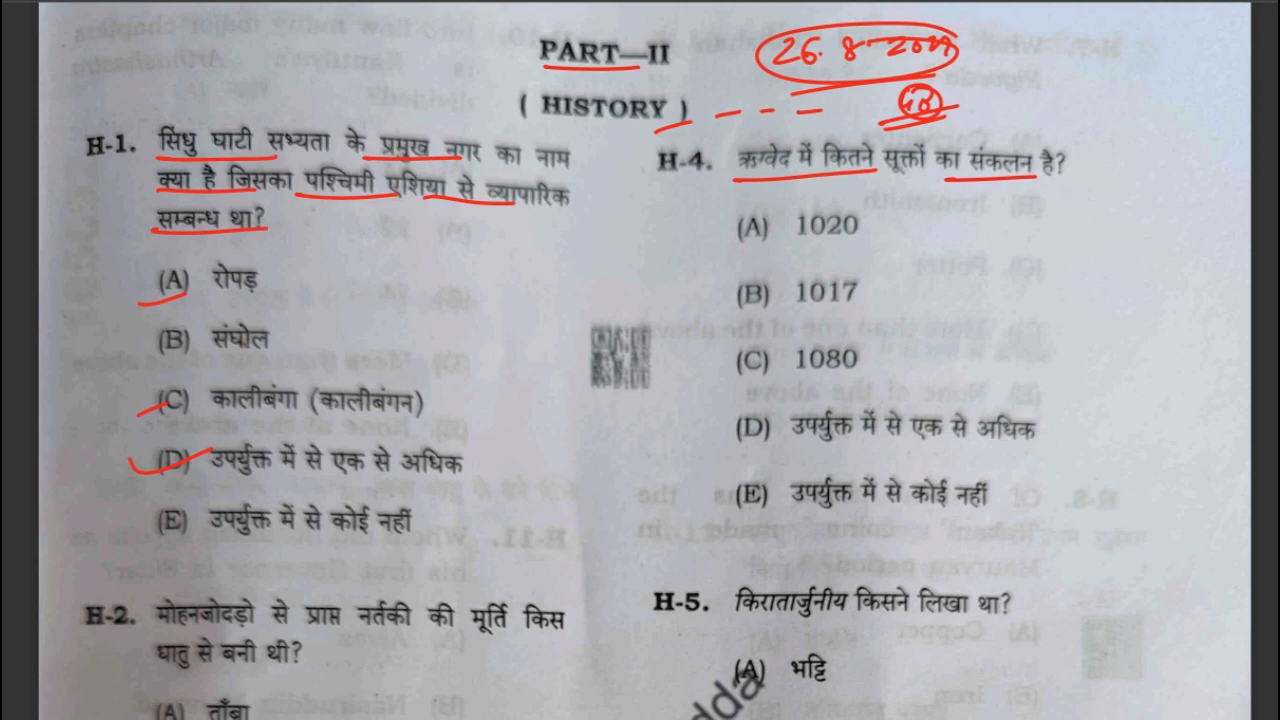 PART—II
( HISTORY )
26.8.2024
H-1. सिंधु घाटी सभ्यता के प्रमुख नगर का नाम
क्या है जिसका पश्चिमी एशिया से व्यापारिक
सम्बन्ध था?
(A) रोपड़
(B) संघोल
(C) कालीबंगा (कालीबंगन)
(D) उपर्युक्त में से एक से अधिक
(E) उपर्युक्त में से कोई नहीं
H-2. मोहनजोदड़ो से प्राप्त नर्तकी की मूर्ति किस
धातु से बनी थी?
(A) ताँबा
H-4. ऋग्वेद में कितने सूक्तों का संकलन है?
(A) 1020
(B) 1017
(C) 1080
(D) उपर्युक्त में से एक से अधिक
(E) उपर्युक्त में से कोई नहीं
H-5. किरातार्जुनीय किसने लिखा था?
(A) भट्टि